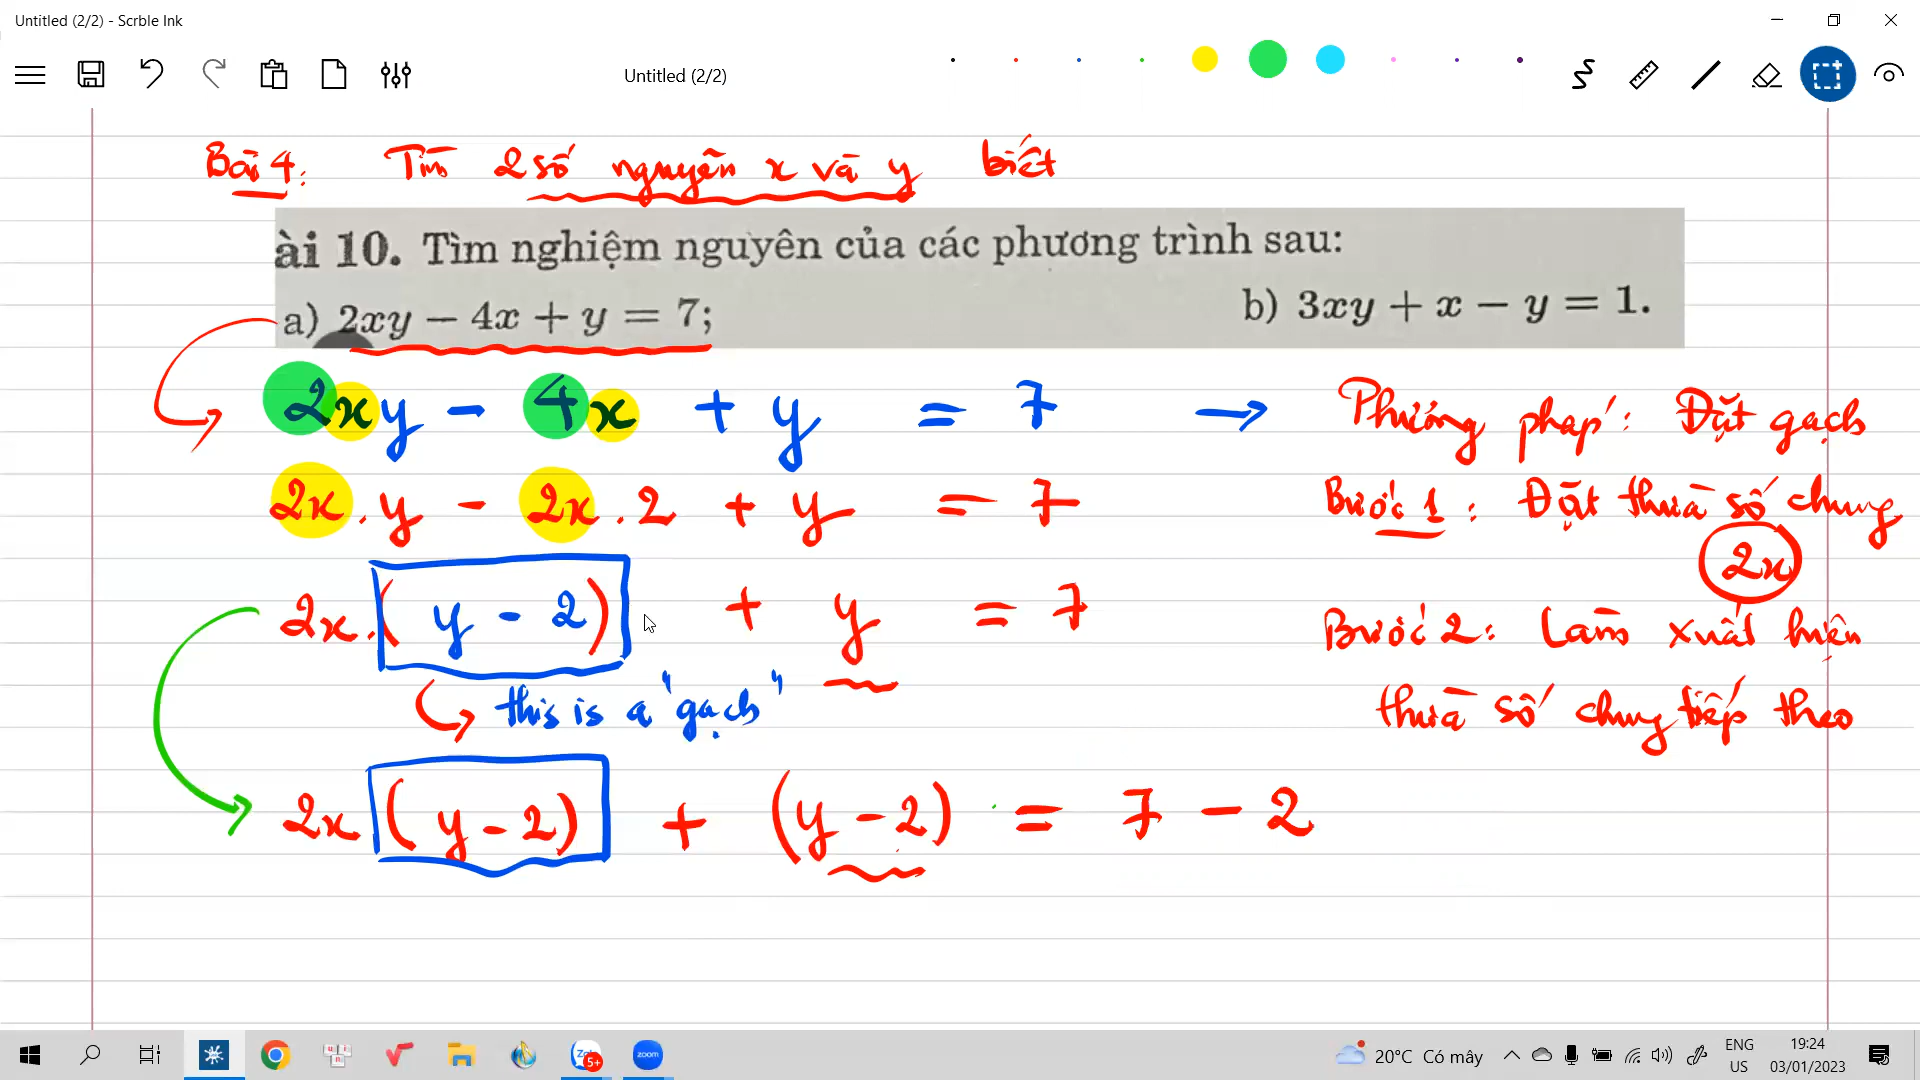 Untitled (2/2) - Scrble Ink
Untitled (2/2)
Bài 4: Tìm 2 số nguyên x và y biết
ài 10. Tìm nghiệm nguyên của các phương trình sau:
a) 2xy − 4x + y = 7; b) 3xy + x − y = 1.
2xy - 4x + y = 7 → Phương pháp: Đặt gạch
2x.y - 2x.2 + y = 7 Bước 1: Đặt thừa số chung
2x
2x.(y - 2) + y = 7 Bước 2: Làm xuất hiện
this is a "gạch" thừa số chung tiếp theo
2x (y - 2) + (y - 2) = 7 - 2
5+
zoom
20°C Có mây
ENG
US
19:24
03/01/2023